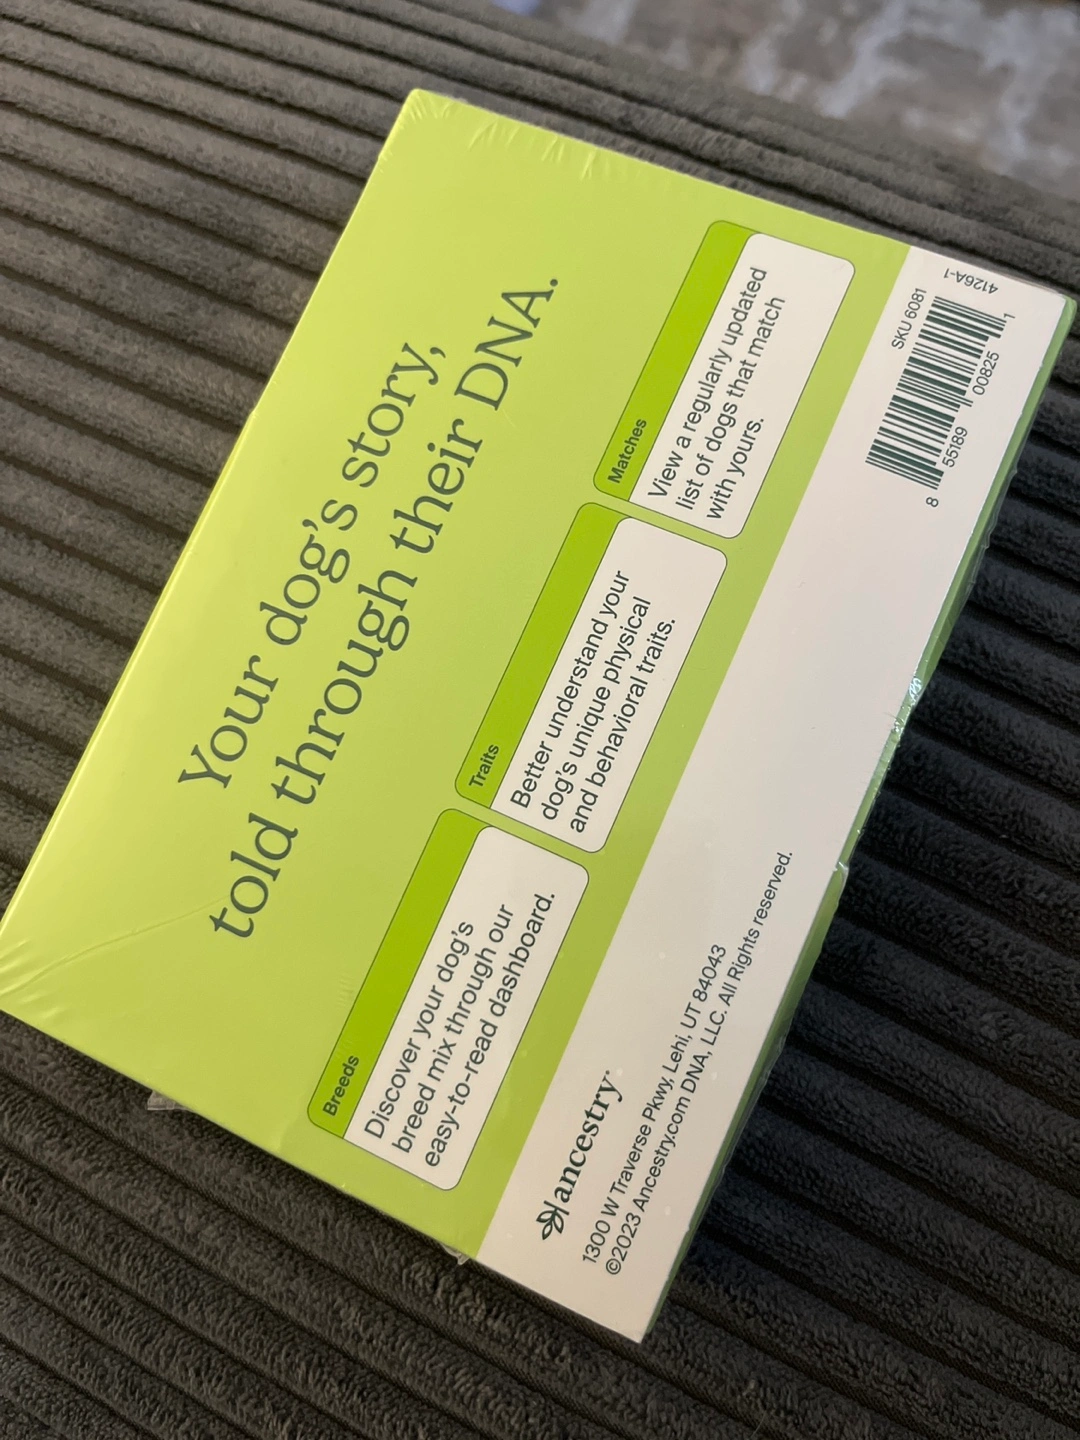 Your dog's story,
told through their DNA.
Breeds
Discover your dog's
breed mix through our
easy-to-read dashboard.
Traits
Better understand your
dog's unique physical
and behavioral traits.
Matches
View a regularly updated
list of dogs that match
with yours.
ancestry
1300 W Traverse Pkwy, Lehi, UT 84043
©2023 Ancestry.com DNA, LLC. All Rights reserved.
SKU 6081
8 55189 00825 1
4126A-1